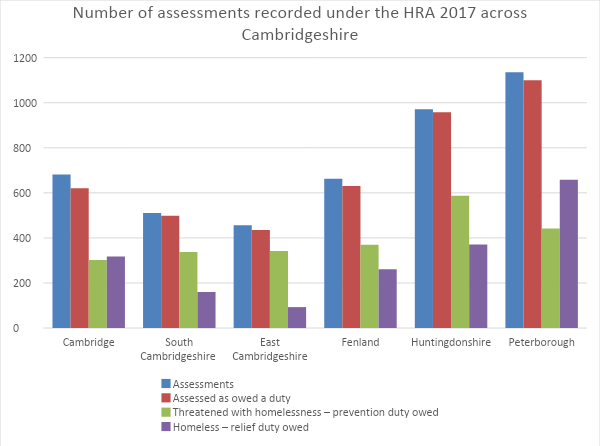 Number of assessments recorded under the HRA 2017 across
Cambridgeshire
1200
1000
800
600
400
200
0
Cambridge
South
Cambridgeshire
East
Cambridgeshire
Fenland
Huntingdonshire
Peterborough
Assessments
Assessed as owed a duty
Threatened with homelessness – prevention duty owed
Homeless – relief duty owed